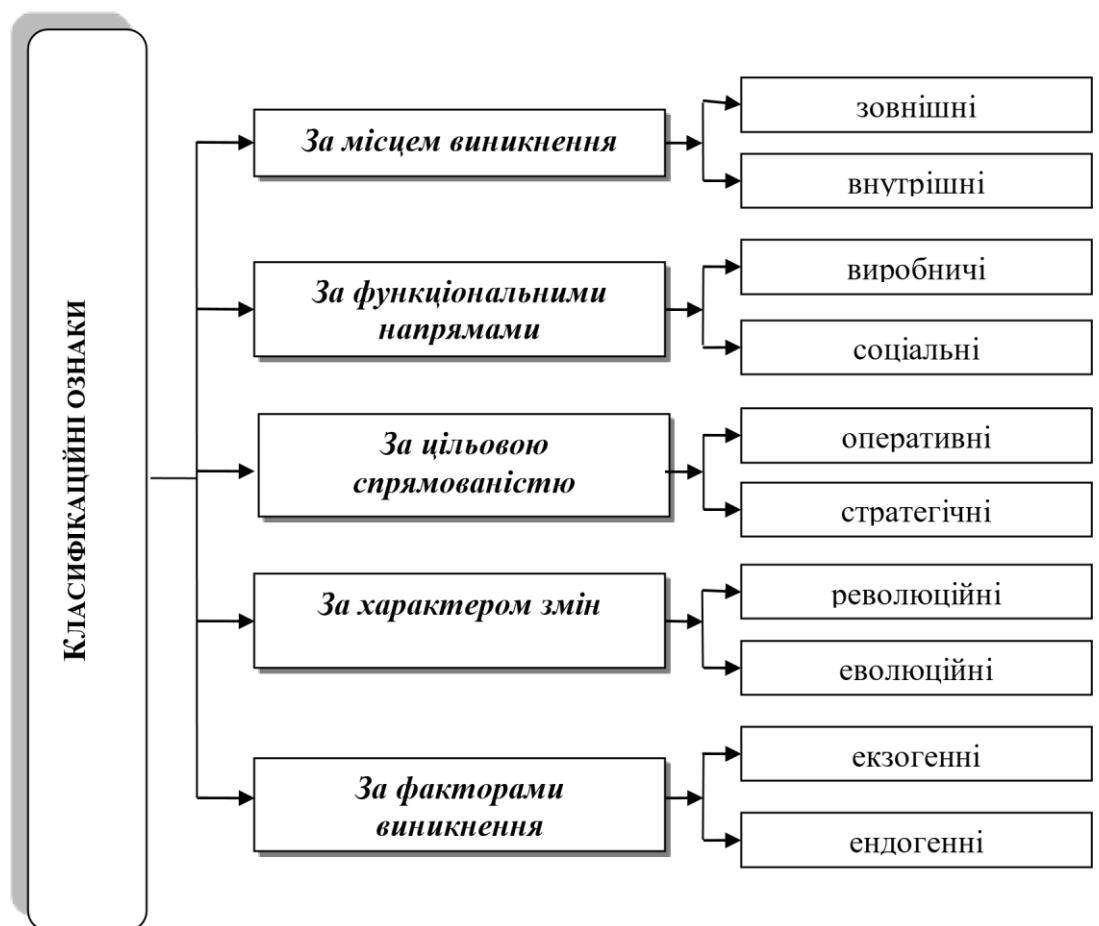 КЛАСИФІКАЦІЙНІ ОЗНАКИ
За місцем виникнення
зовнішні
внутрішні
За функціональними
напрямами
виробничі
соціальні
За цільовою
спрямованістю
оперативні
стратегічні
За характером змін
революційні
еволюційні
За факторами
виникнення
екзогенні
ендогенні